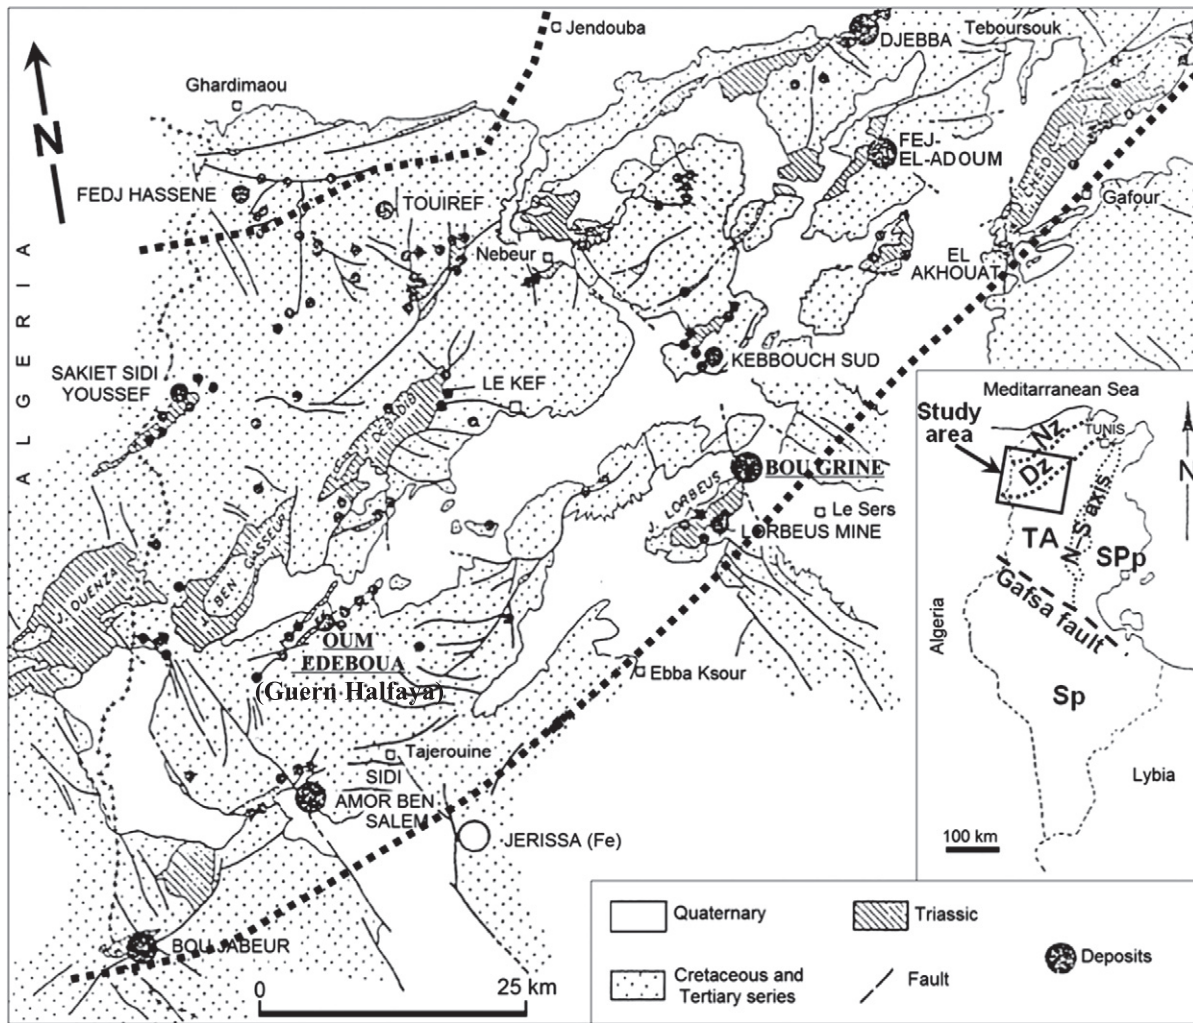 Jendouba
DJEBBA
Teboursouk
Ghardimaou
N
FEJ-
EL-ADOUM
FEDJ HASSENE
TOUIREF
CHEID
Gafour
Nebeur
EL
AKHOUAT
ALGERIA
SAKIET SIDI
YOUSSEF
LE KEF
KEBBOUCH SUD
BOU GRINE
J. LORBEUS
Le Sers
LORBEUS MINE
J. OUENZA
J. BEN GASSEUR
OUM
EDEBOUA
(Guern Halfaya)
Ebba Ksour
Tajerouine
SIDI
AMOR BEN
SALEM
JERISSA (Fe)
BOU JABEUR
0
25 km
Meditarranean Sea
Study
area
Nz
TUNIS
Dz
N
N-S axis
TA
SPp
Gafsa fault
Algeria
Sp
Lybia
100 km
Quaternary
Triassic
Cretaceous and
Tertiary series
Fault
Deposits